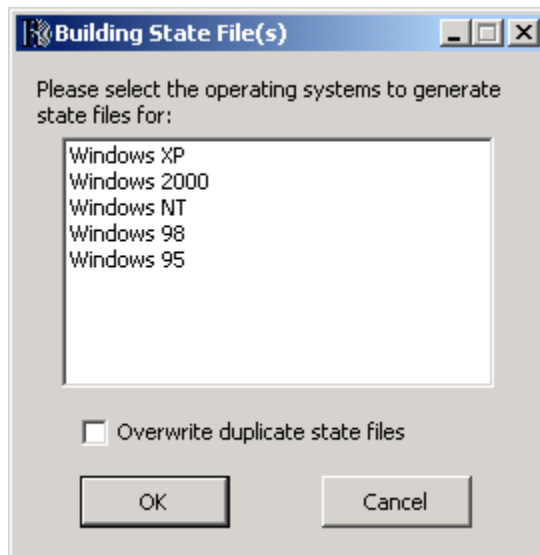 Building State File(s)
Please select the operating systems to generate
state files for:
Windows XP
Windows 2000
Windows NT
Windows 98
Windows 95
Overwrite duplicate state files
OK Cancel